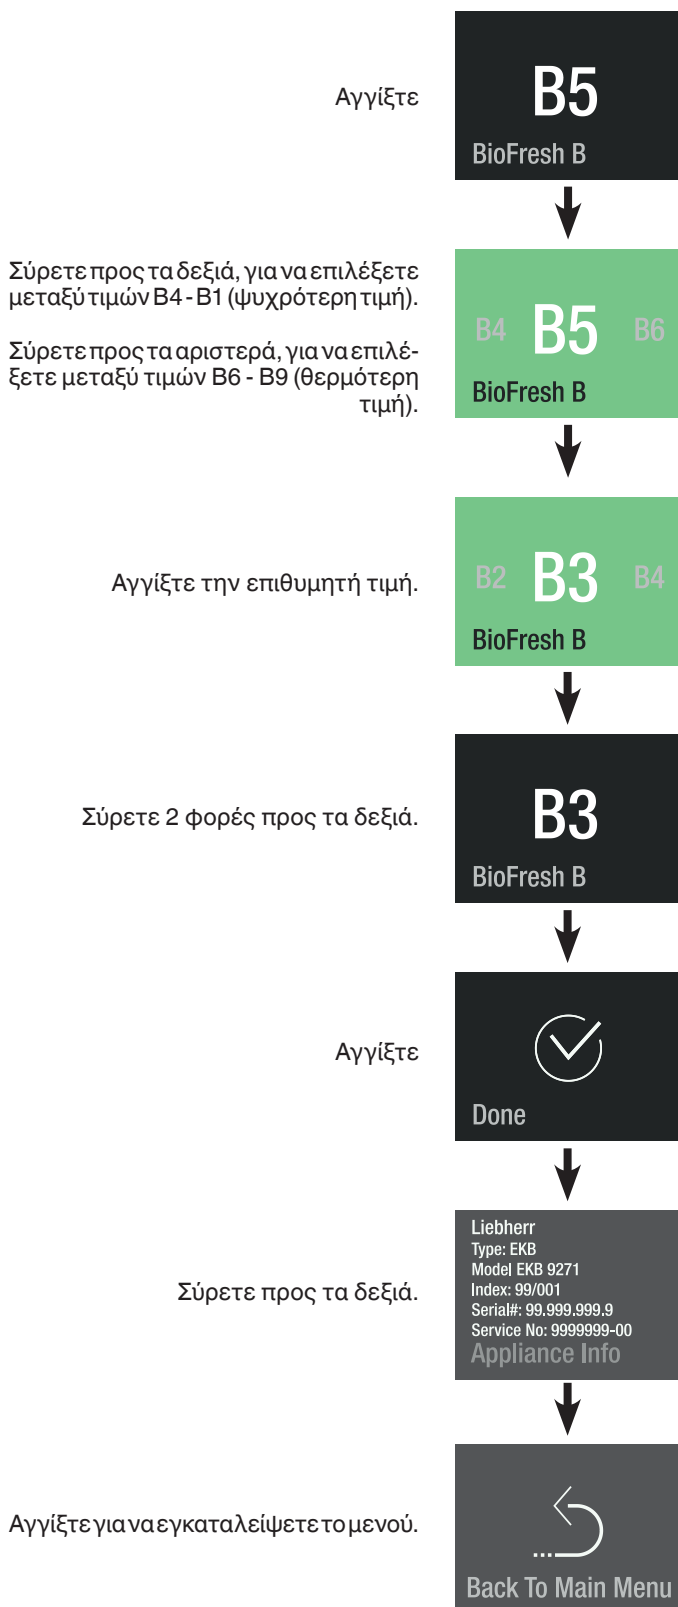 Αγγίξτε
B5
BioFresh B
Σύρετε προς τα δεξιά, για να επιλέξετε
μεταξύ τιμών B4 - B1 (ψυχρότερη τιμή).
Σύρετε προς τα αριστερά, για να επιλέ-
ξετε μεταξύ τιμών B6 - B9 (θερμότερη
τιμή).
B4 B5 B6
BioFresh B
Αγγίξτε την επιθυμητή τιμή.
B2 B3 B4
BioFresh B
Σύρετε 2 φορές προς τα δεξιά.
B3
BioFresh B
Αγγίξτε
Done
Σύρετε προς τα δεξιά.
Liebherr
Type: EKB
Model EKB 9271
Index: 99/001
Serial#: 99.999.999.9
Service No: 9999999-00
Appliance Info
Αγγίξτε για να εγκαταλείψετε το μενού.
Back To Main Menu